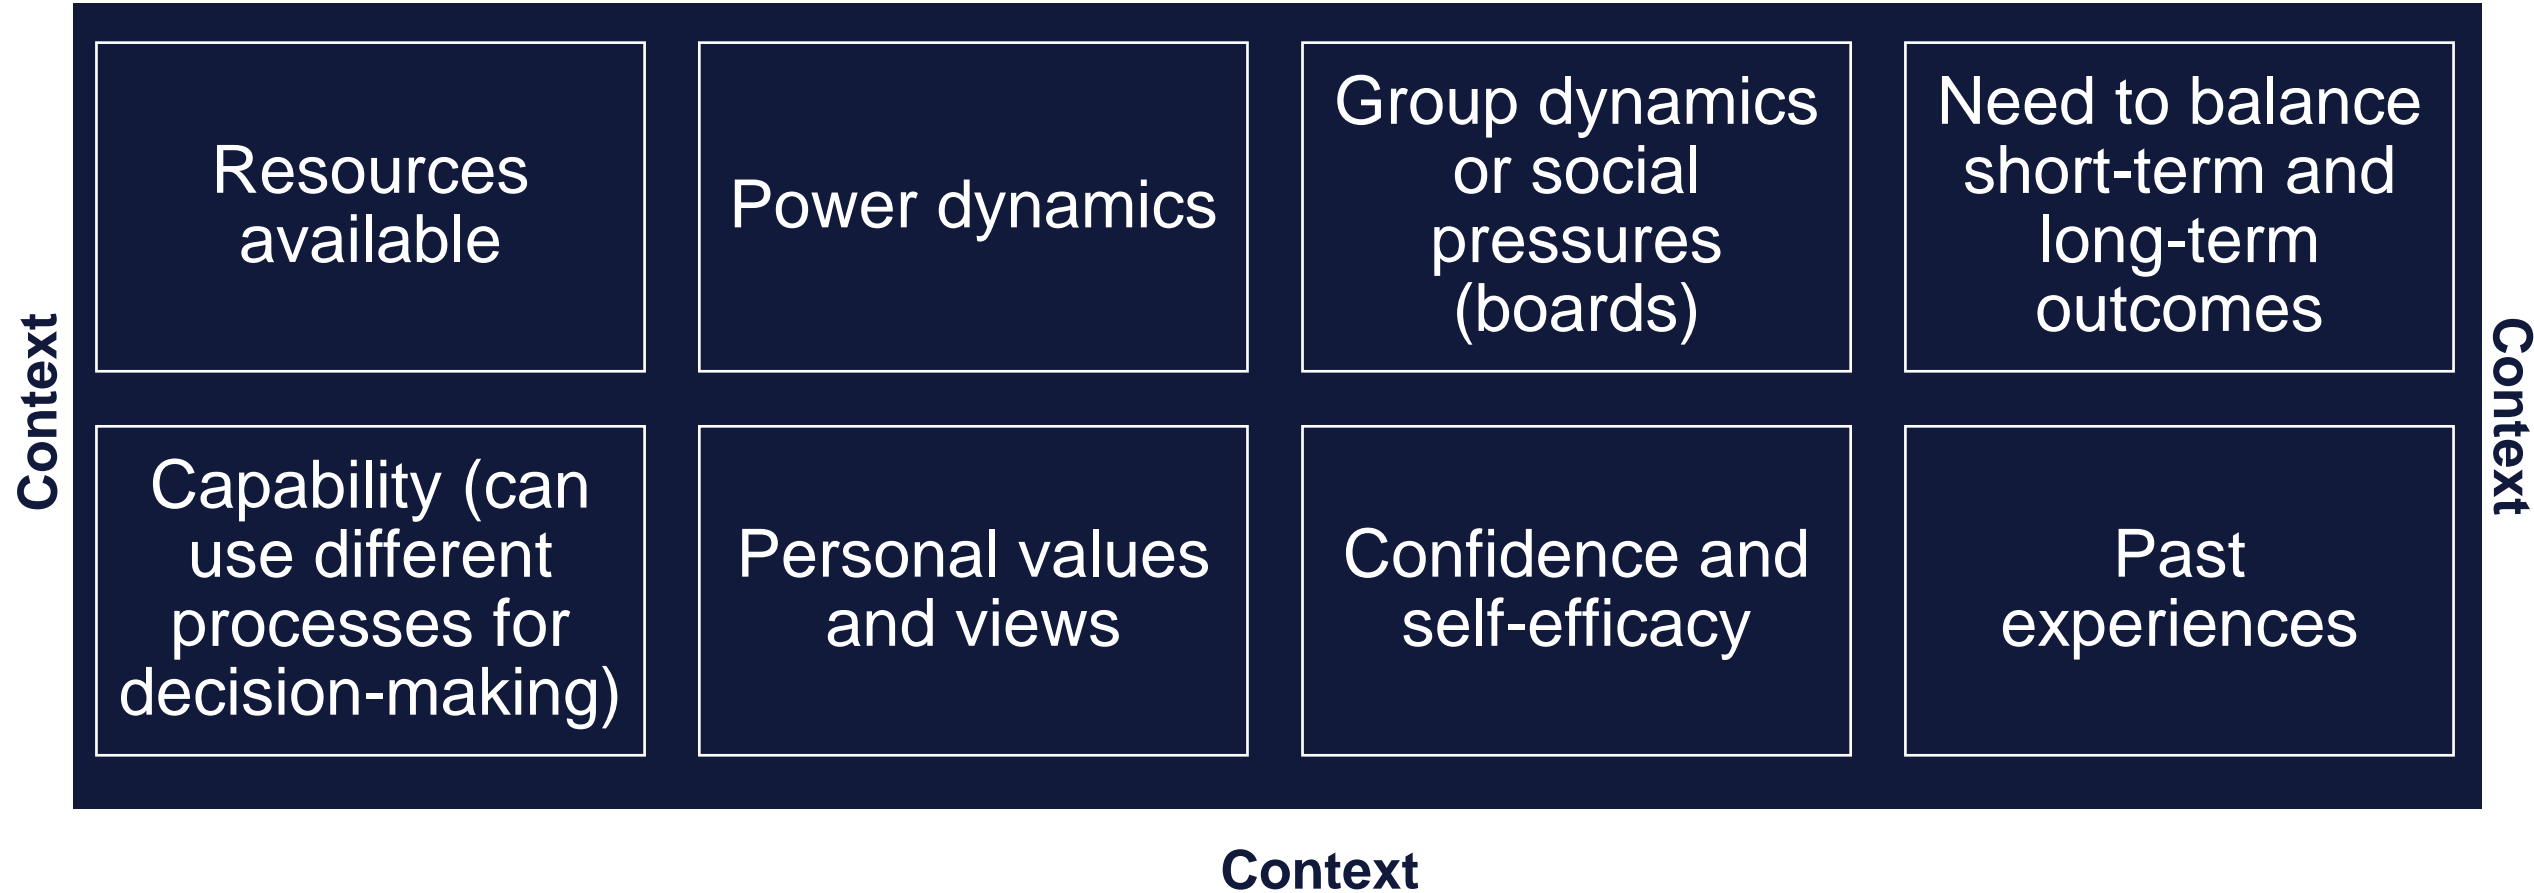 Resources
available
Power dynamics
Group dynamics
or social
pressures
(boards)
Need to balance
short-term and
long-term
outcomes
Context
Context
Capability (can
use different
processes for
decision-making)
Personal values
and views
Confidence and
self-efficacy
Past
experiences
Context